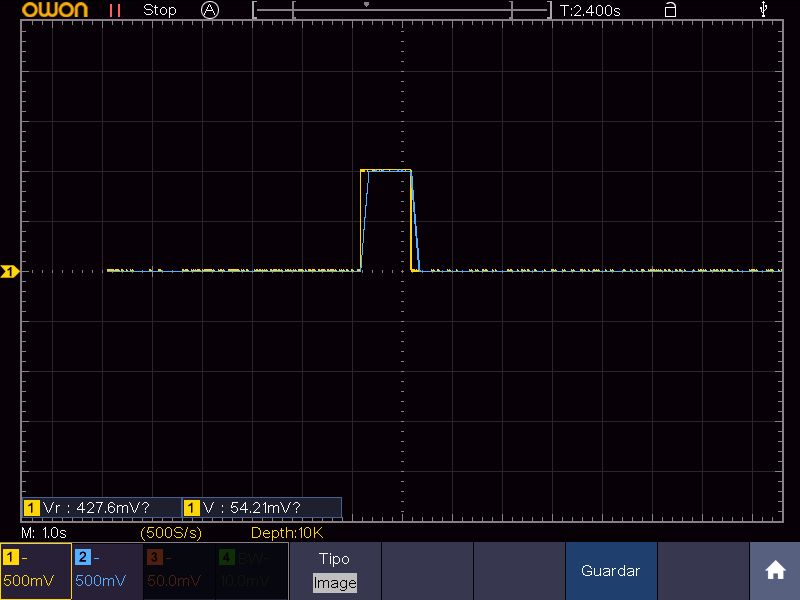 OWON Stop A T:2.400s
1
1 Vr : 427.6mV? 1 V : 54.21mV?
M: 1.0s (500S/s) Depth:10K
1 - 2 - 3 - 4 BW- Tipo
500mV 500mV 50.0mV 10.0mV Image Guardar